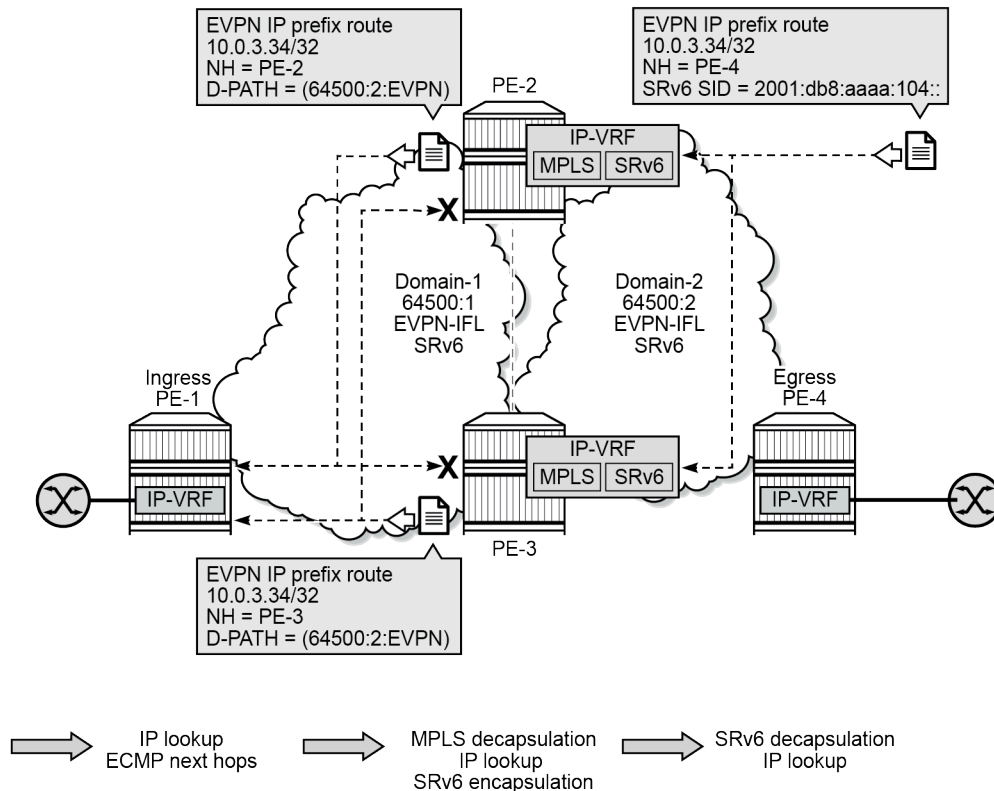 EVPN IP prefix route
10.0.3.34/32
NH = PE-2
D-PATH = (64500:2:EVPN)
EVPN IP prefix route
10.0.3.34/32
NH = PE-4
SRv6 SID = 2001:db8:aaaa:104::
PE-2
IP-VRF
MPLS
SRv6
X
Domain-1
64500:1
EVPN-IFL
SRv6
Domain-2
64500:2
EVPN-IFL
SRv6
Ingress
PE-1
IP-VRF
X
IP-VRF
MPLS
SRv6
PE-3
Egress
PE-4
IP-VRF
EVPN IP prefix route
10.0.3.34/32
NH = PE-3
D-PATH = (64500:2:EVPN)
IP lookup
ECMP next hops
MPLS decapsulation
IP lookup
SRv6 encapsulation
SRv6 decapsulation
IP lookup